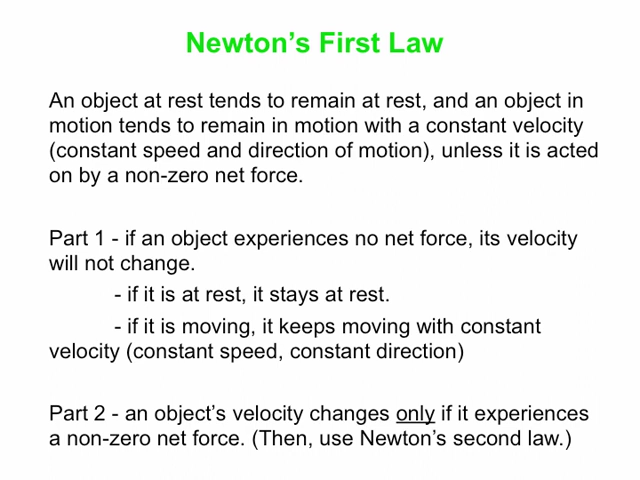 Newton’s First Law
An object at rest tends to remain at rest, and an object in
motion tends to remain in motion with a constant velocity
(constant speed and direction of motion), unless it is acted
on by a non-zero net force.
Part 1 - if an object experiences no net force, its velocity
will not change.
- if it is at rest, it stays at rest.
- if it is moving, it keeps moving with constant
velocity (constant speed, constant direction)
Part 2 - an object’s velocity changes only if it experiences
a non-zero net force. (Then, use Newton’s second law.)